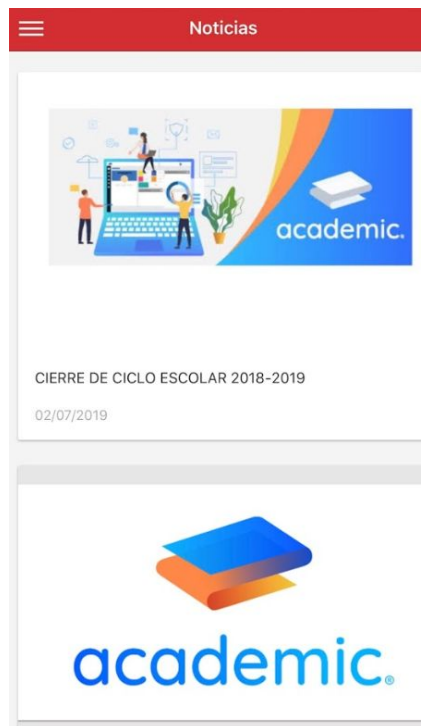 Noticias
academic.
CIERRE DE CICLO ESCOLAR 2018-2019
02/07/2019
academic.®